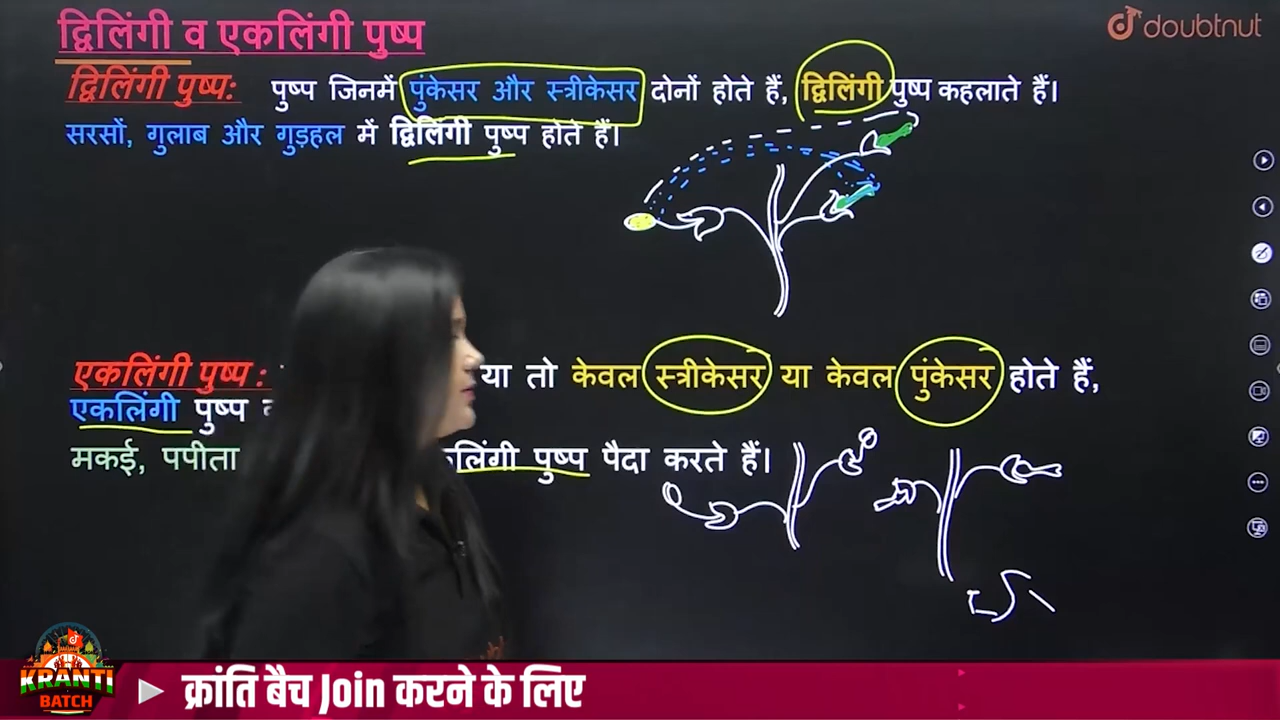 द्विलिंगी व एकलिंगी पुष्प
doubtnut
द्विलिंगी पुष्प: पुष्प जिनमें पुंकेसर और स्त्रीकेसर दोनों होते हैं, द्विलिंगी पुष्प कहलाते हैं।
सरसों, गुलाब और गुड़हल में द्विलिंगी पुष्प होते हैं।
एकलिंगी पुष्प : या तो केवल स्त्रीकेसर या केवल पुंकेसर होते हैं,
एकलिंगी पुष्प
मकई, पपीता लिंगी पुष्प पैदा करते हैं।
KRANTI
BATCH
क्रांति बैच Join करने के लिए